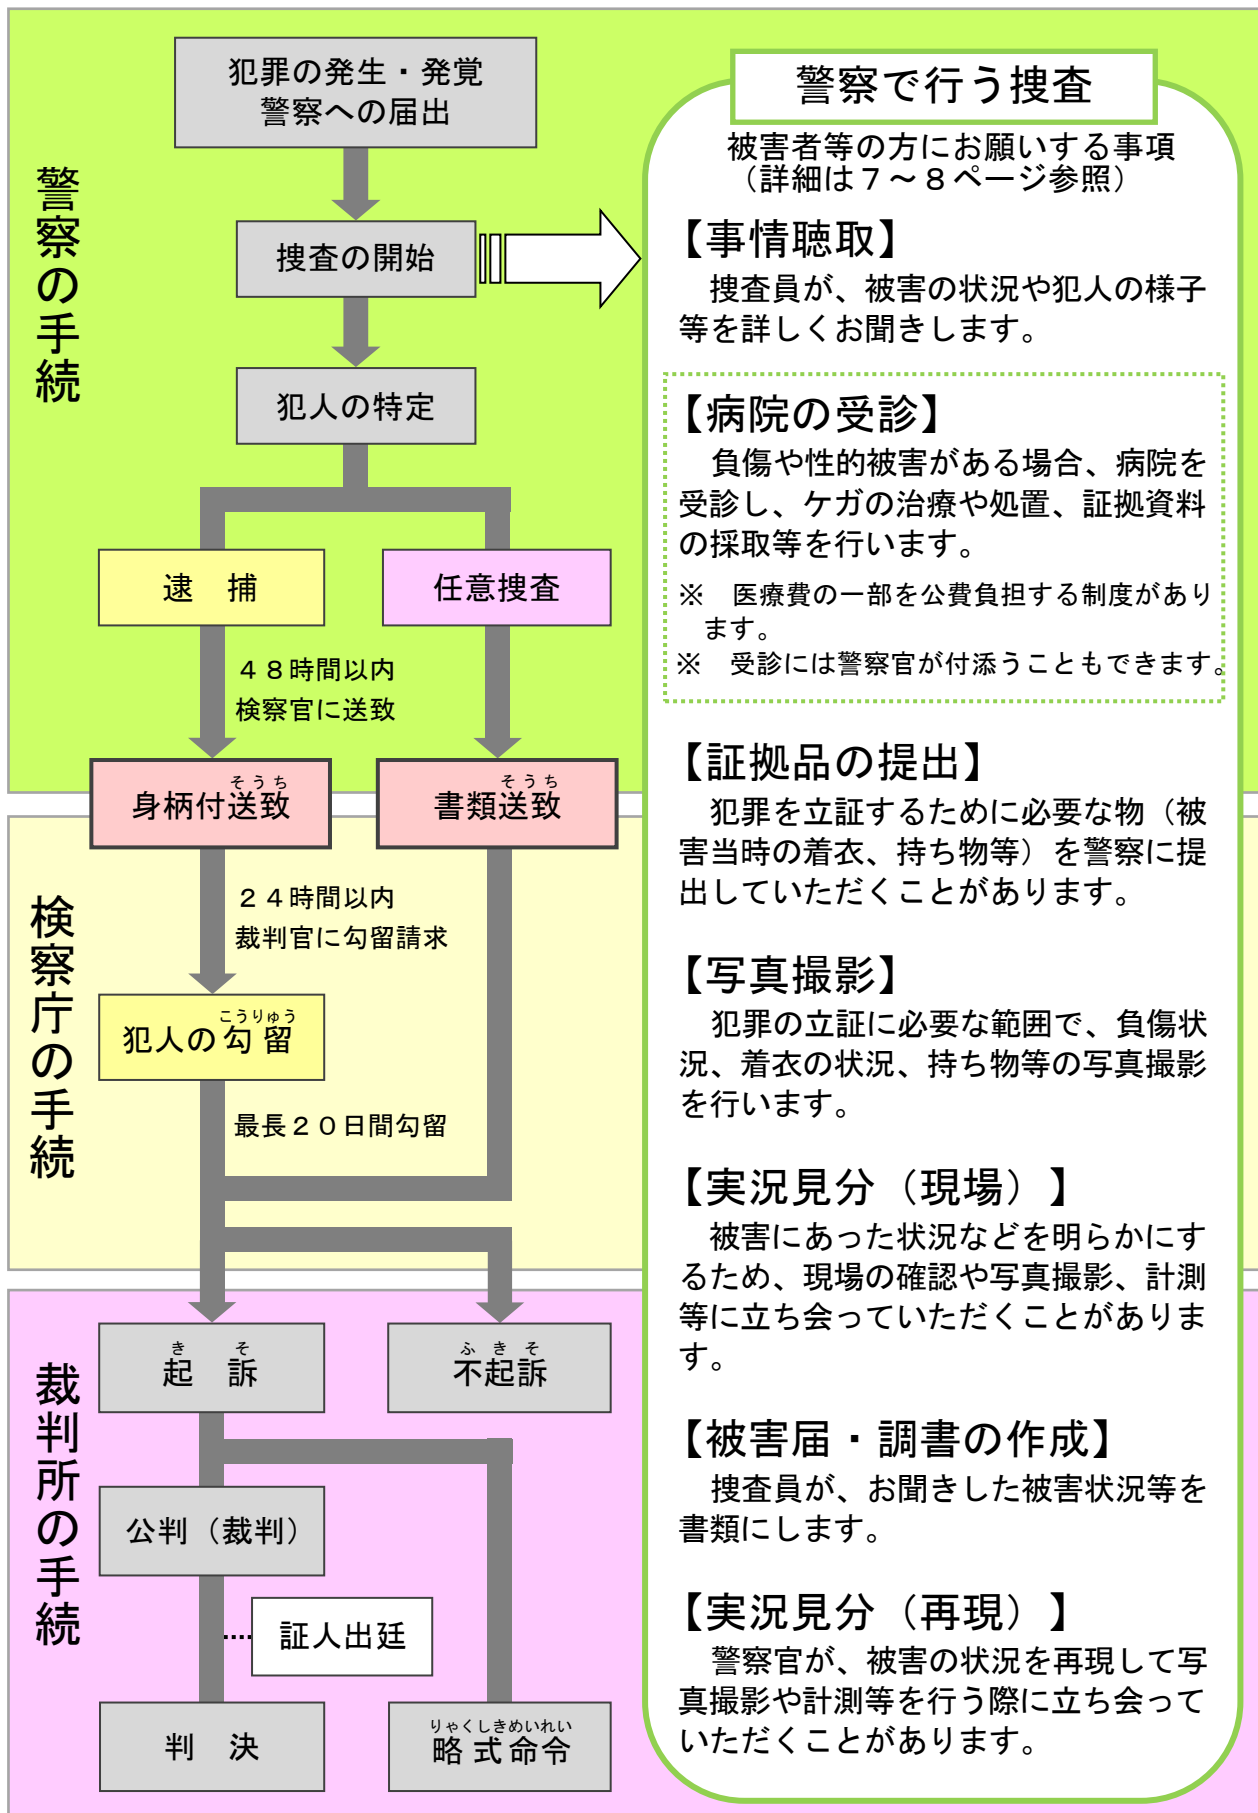 警察の手続
犯罪の発生・発覚
警察への届出
捜査の開始
犯人の特定
逮　捕
任意捜査
４８時間以内
検察官に送致
そうち
身柄付送致
そうち
書類送致
検察庁の手続
２４時間以内
裁判官に勾留請求
こうりゅう
犯人の勾留
最長２０日間勾留
裁判所の手続
き　そ
起　訴
ふきそ
不起訴
公判（裁判）
証人出廷
判　決
りゃくしきめいれい
略式命令
警察で行う捜査
被害者等の方にお願いする事項
（詳細は７～８ページ参照）
【事情聴取】
捜査員が、被害の状況や犯人の様子
等を詳しくお聞きします。
【病院の受診】
負傷や性的被害がある場合、病院を
受診し、ケガの治療や処置、証拠資料
の採取等を行います。
※　医療費の一部を公費負担する制度があり
ます。
※　受診には警察官が付添うこともできます。
【証拠品の提出】
犯罪を立証するために必要な物（被
害当時の着衣、持ち物等）を警察に提
出していただくことがあります。
【写真撮影】
犯罪の立証に必要な範囲で、負傷状
況、着衣の状況、持ち物等の写真撮影
を行います。
【実況見分（現場）】
被害にあった状況などを明らかにす
るため、現場の確認や写真撮影、計測
等に立ち会っていただくことがありま
す。
【被害届・調書の作成】
捜査員が、お聞きした被害状況等を
書類にします。
【実況見分（再現）】
警察官が、被害の状況を再現して写
真撮影や計測等を行う際に立ち会って
いただくことがあります。